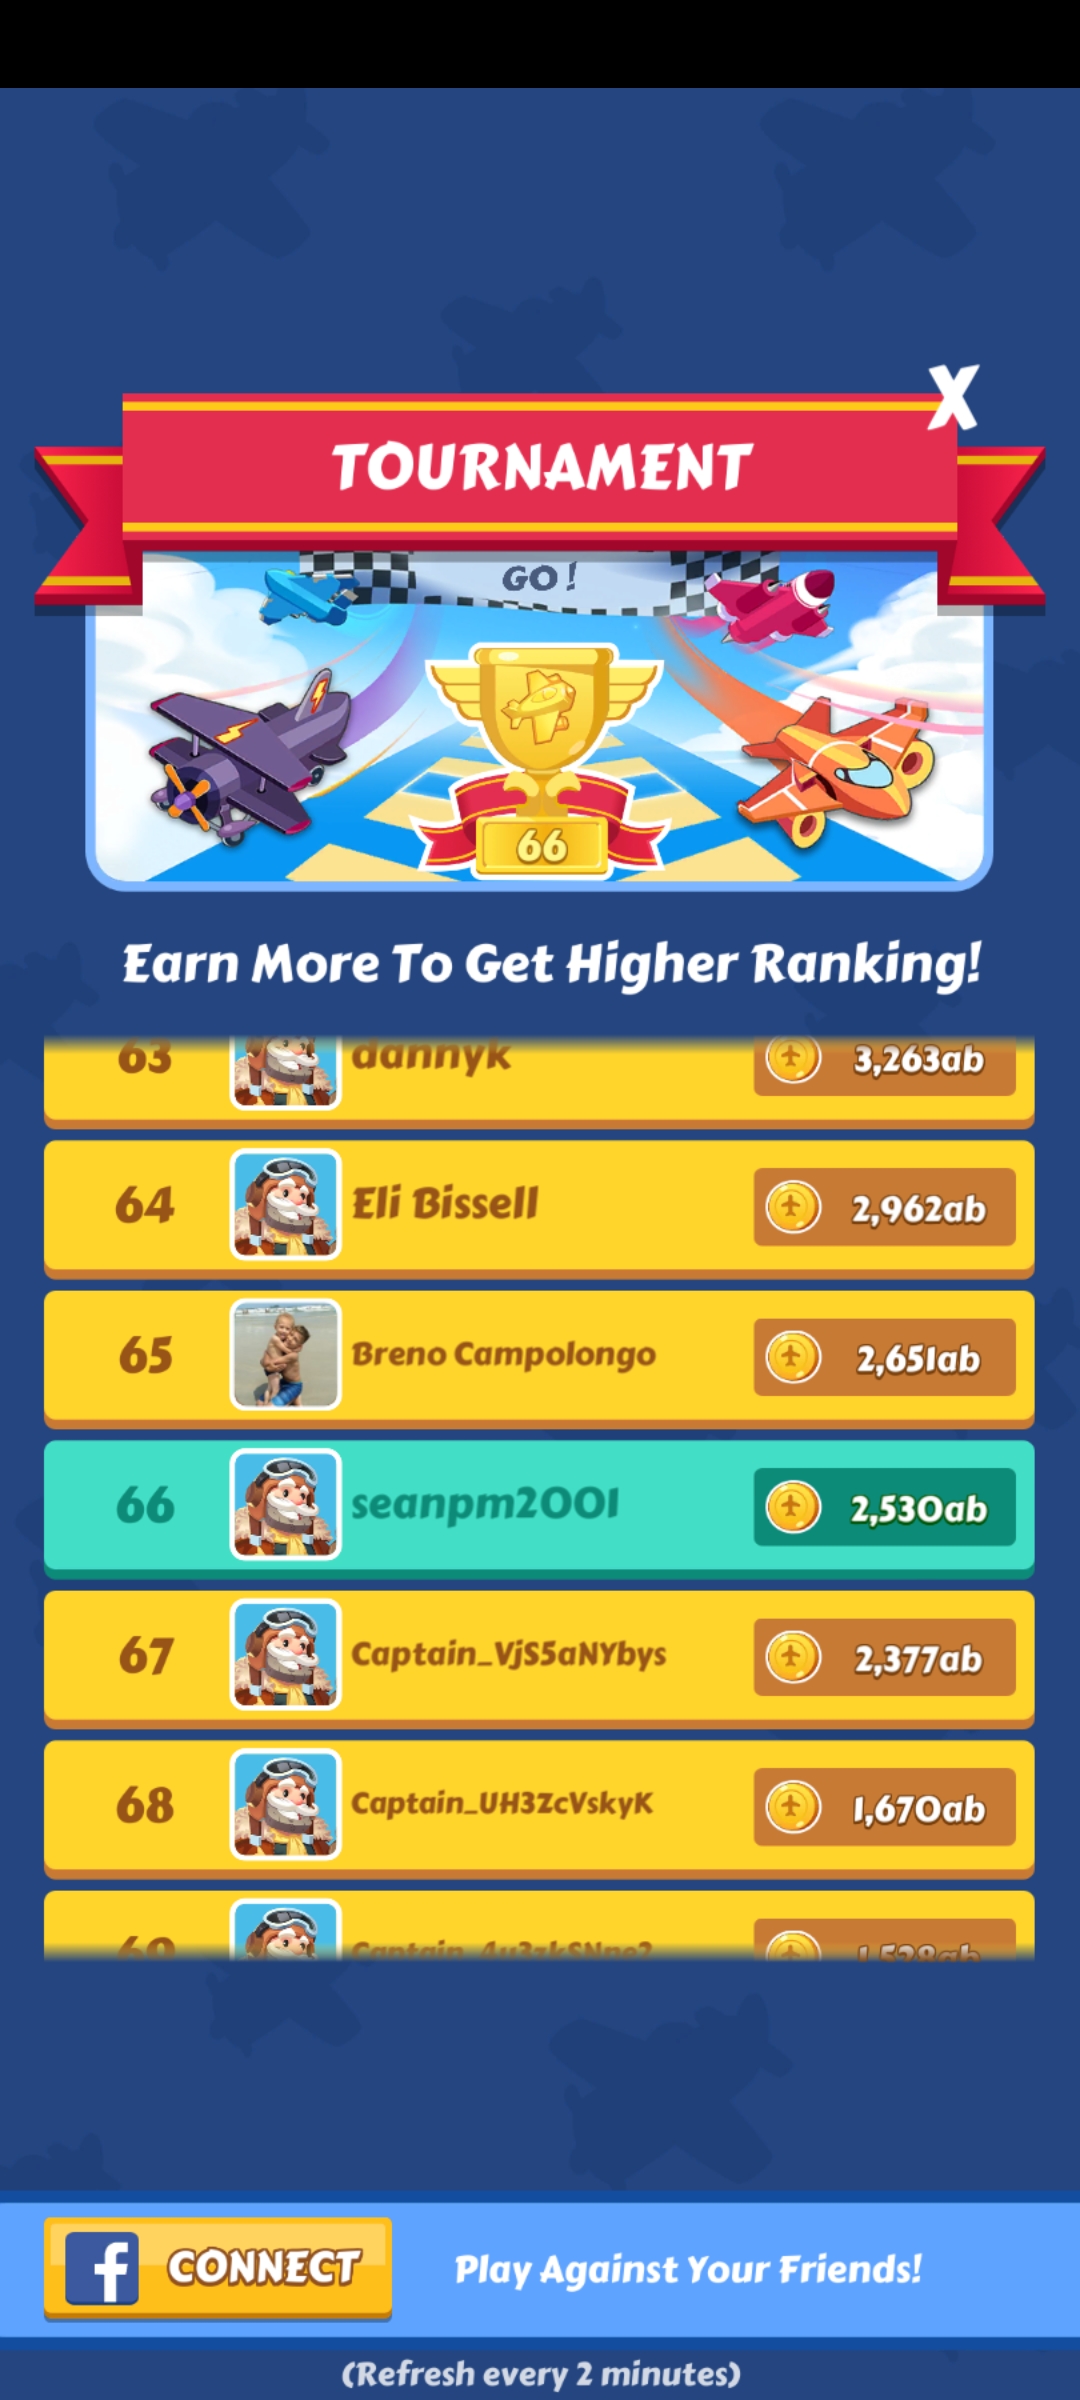 X
TOURNAMENT
GO!
66
Earn More To Get Higher Ranking!
63 dannyk 3,263ab
64 Eli Bissell 2,962ab
65 Breno Campolongo 2,651ab
66 seanpm2001 2,530ab
67 Captain_VjS5aNYbys 2,377ab
68 Captain_UH3ZcVskyK 1,670ab
69 1,528ab
f CONNECT Play Against Your Friends!
(Refresh every 2 minutes)